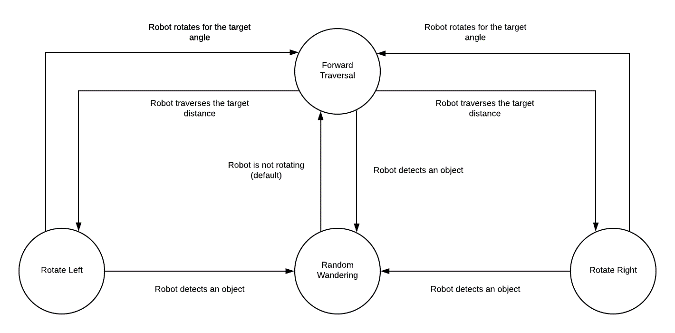 Robot rotates for the target
angle
Robot rotates for the target
angle
Forward
Traversal
Robot traverses the target
distance
Robot traverses the target
distance
Robot is not rotating
(default)
Robot detects an object
Rotate Left
Random
Wandering
Rotate Right
Robot detects an object
Robot detects an object